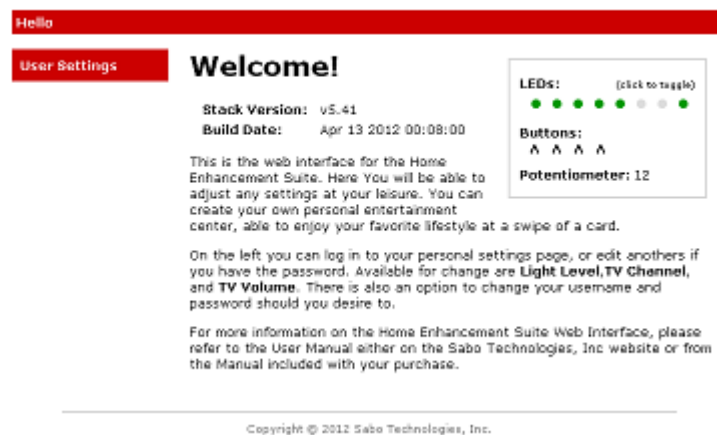 Hello
User Settings
Welcome!
Stack Version: v5.41
Build Date: Apr 13 2012 00:08:00
LEDs: (click to toggle)
Buttons:
Λ Λ Λ Λ
Potentiometer: 12
This is the web interface for the Home
Enhancement Suite. Here You will be able to
adjust any settings at your leisure. You can
create your own personal entertainment
center, able to enjoy your favorite lifestyle at a swipe of a card.
On the left you can log in to your personal settings page, or edit anothers if
you have the password. Available for change are Light Level,TV Channel,
and TV Volume. There is also an option to change your username and
password should you desire to.
For more information on the Home Enhancement Suite Web Interface, please
refer to the User Manual either on the Sabo Technologies, Inc website or from
the Manual included with your purchase.
Copyright © 2012 Sabo Technologies, Inc.